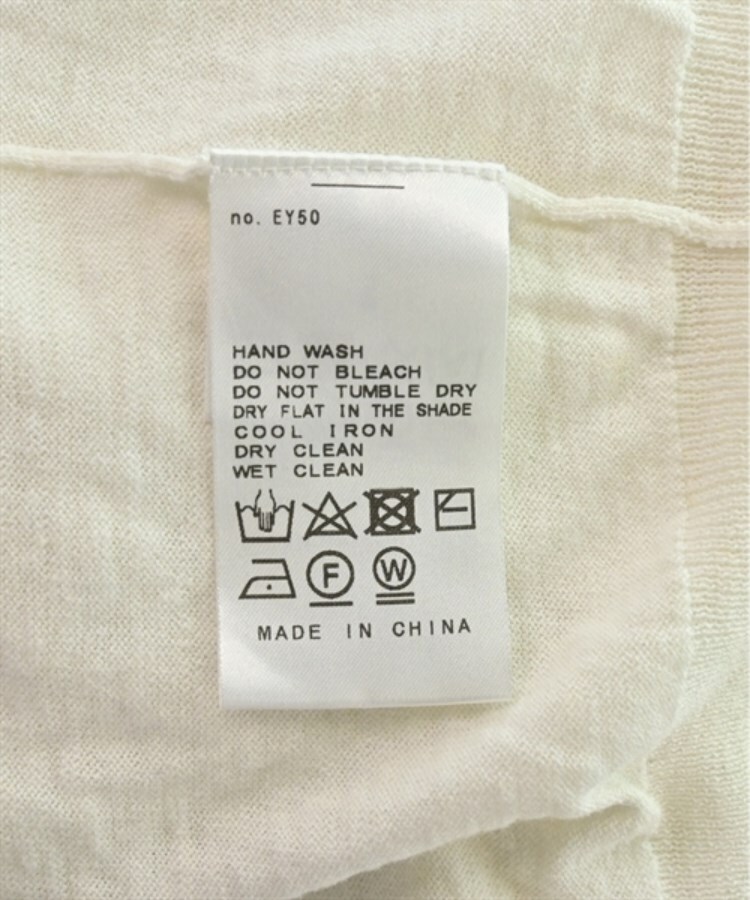 no. EY50
HAND WASH
DO NOT BLEACH
DO NOT TUMBLE DRY
DRY FLAT IN THE SHADE
COOL IRON
DRY CLEAN
WET CLEAN
F W
MADE IN CHINA